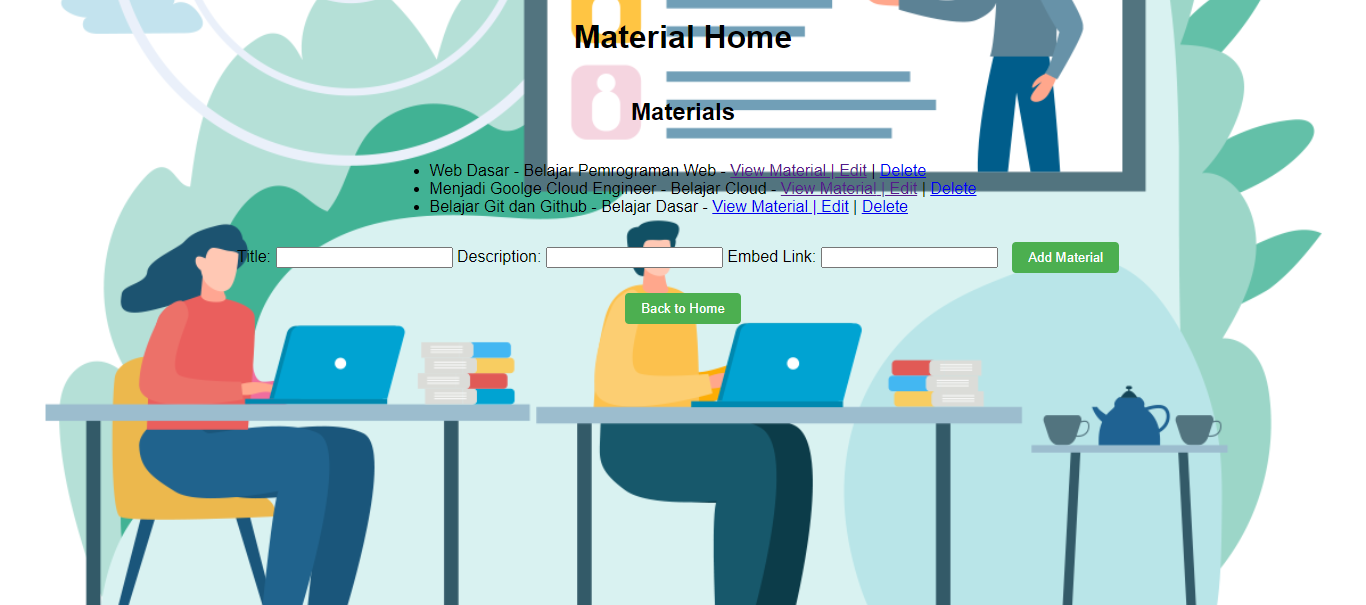 Material Home
Materials
Web Dasar - Belajar Pemrograman Web - View Material | Edit | Delete
Menjadi Goolge Cloud Engineer - Belajar Cloud - View Material | Edit | Delete
Belajar Git dan Github - Belajar Dasar - View Material | Edit | Delete
Title: Description: Embed Link: Add Material
Back to Home